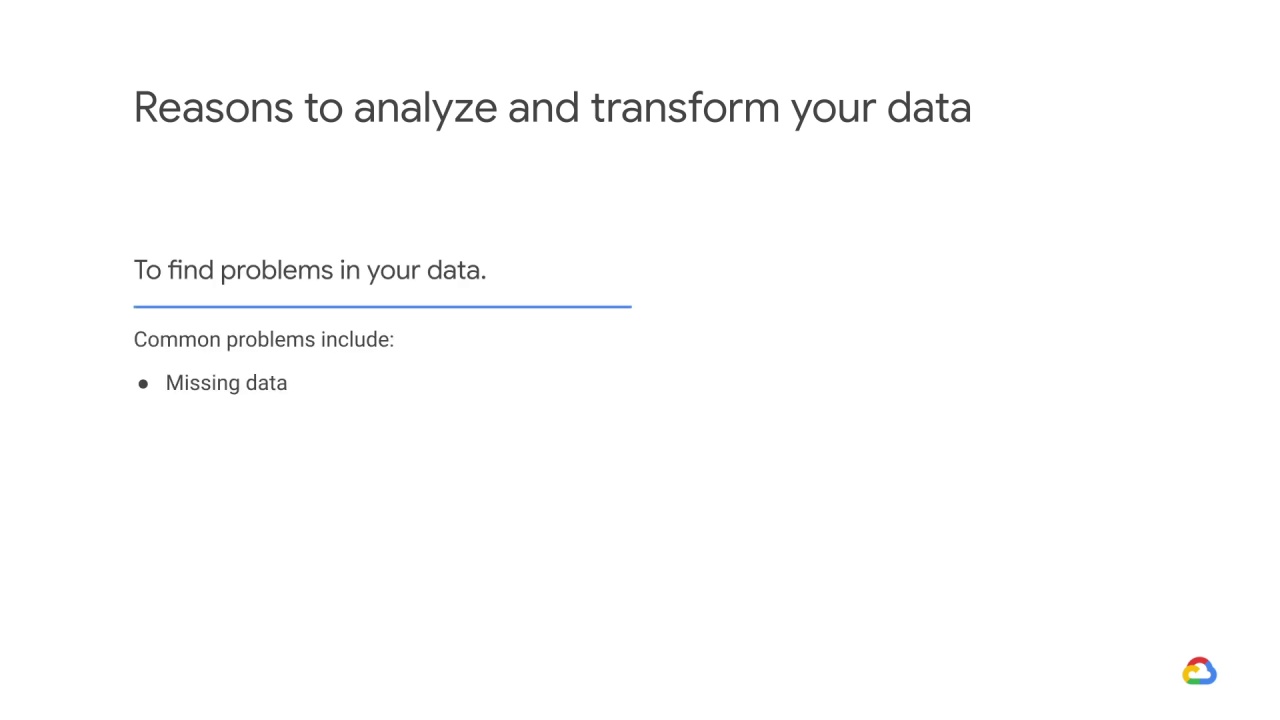 Reasons to analyze and transform your data
To find problems in your data.
Common problems include:
● Missing data